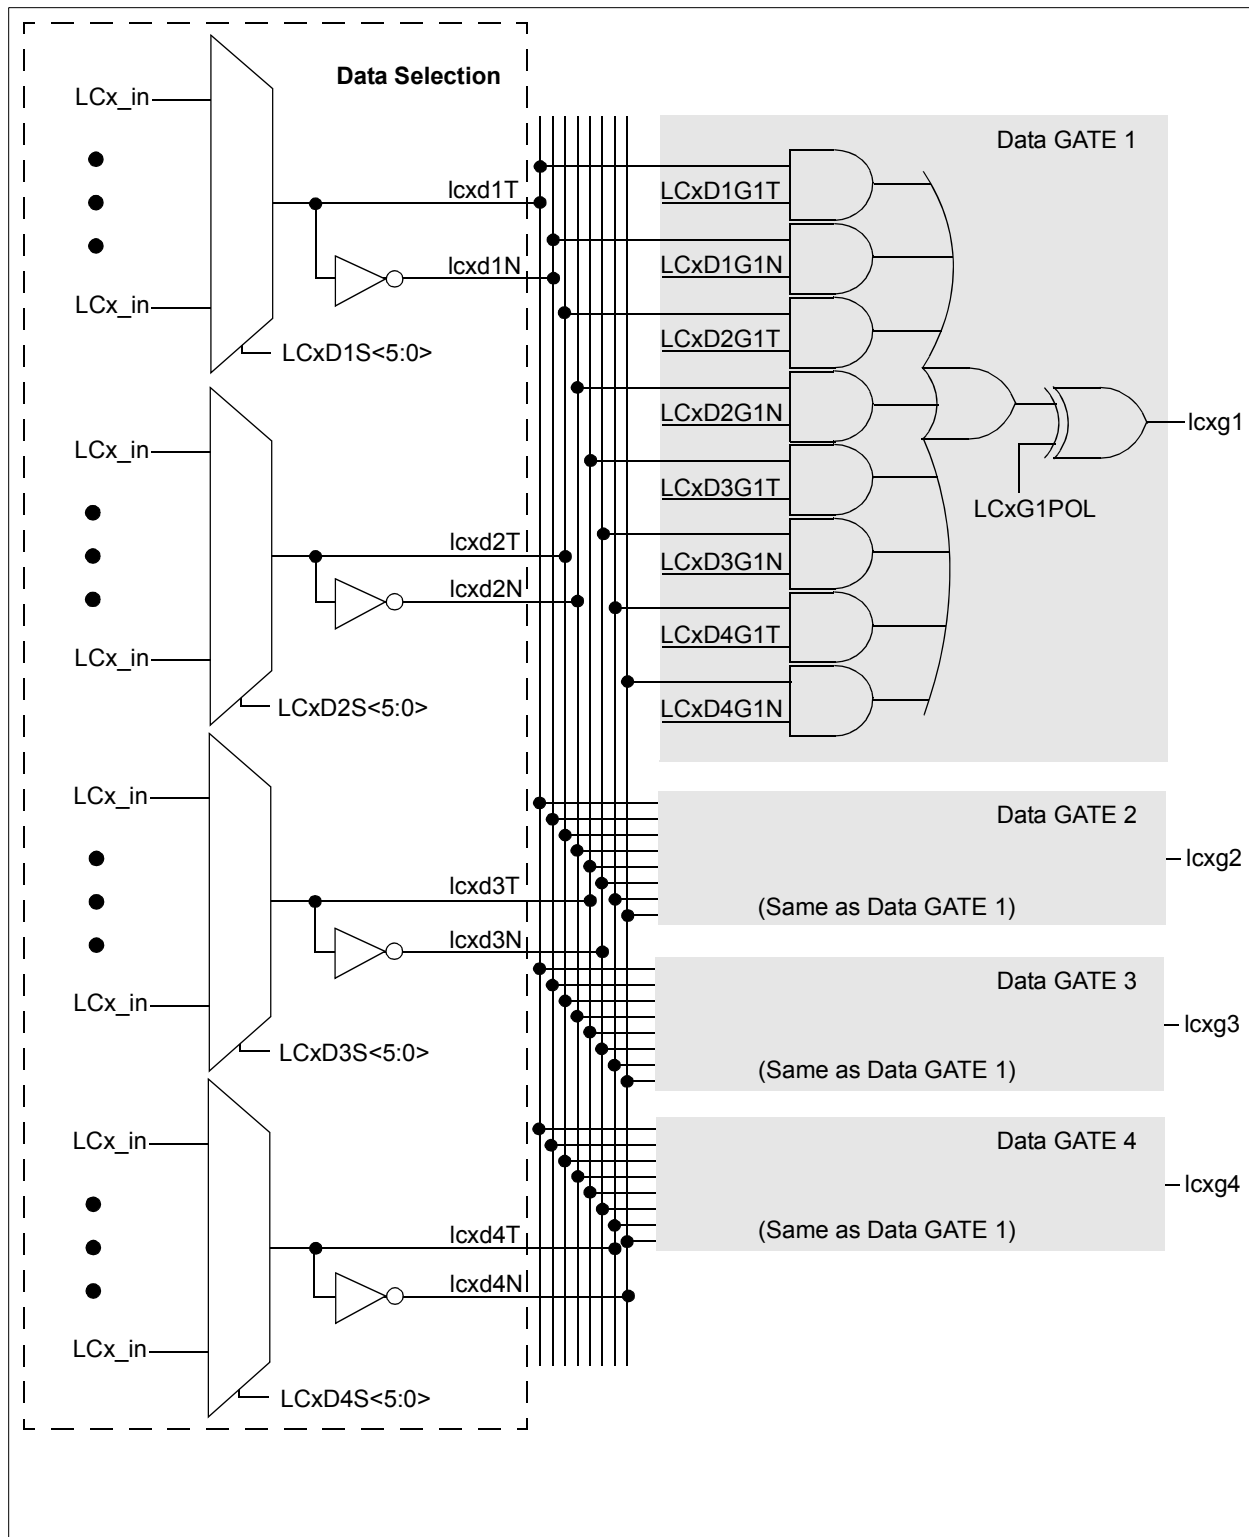 Data Selection
LCx_in
LCx_in
LCxD1S<5:0>
lcxd1T
lcxd1N
LCx_in
LCx_in
LCxD2S<5:0>
lcxd2T
lcxd2N
LCx_in
LCx_in
LCxD3S<5:0>
lcxd3T
lcxd3N
LCx_in
LCx_in
LCxD4S<5:0>
lcxd4T
lcxd4N
Data GATE 1
LCxD1G1T
LCxD1G1N
LCxD2G1T
LCxD2G1N
LCxD3G1T
LCxD3G1N
LCxD4G1T
LCxD4G1N
LCxG1POL
lcxg1
Data GATE 2
(Same as Data GATE 1)
lcxg2
Data GATE 3
(Same as Data GATE 1)
lcxg3
Data GATE 4
(Same as Data GATE 1)
lcxg4